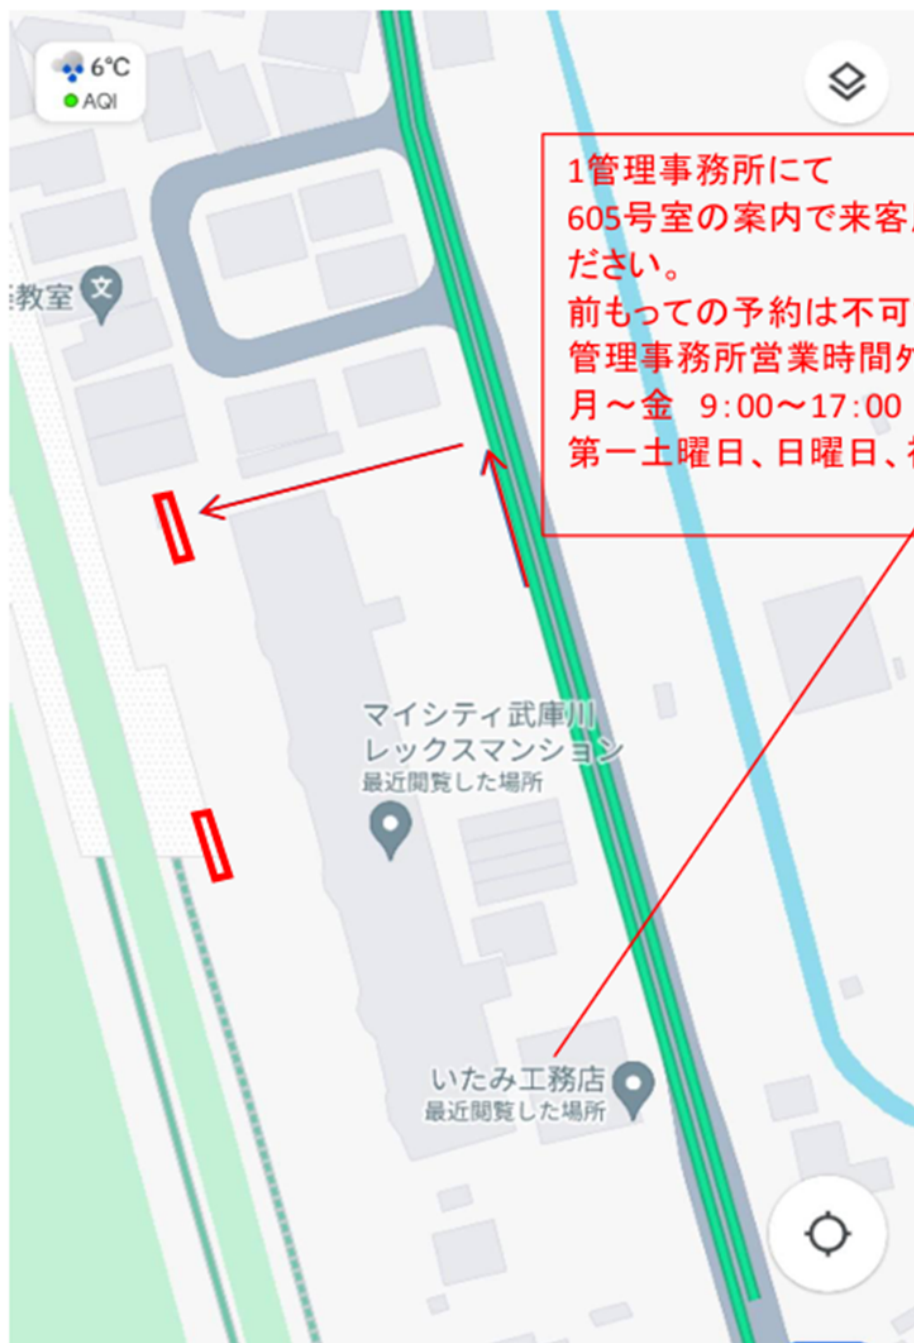 6°C
AQI
1管理事務所にて
605号室の案内で来客
ださい。
前もっての予約は不可
管理事務所営業時間外
月～金 9:00～17:00
第一土曜日、日曜日、
教室
文
マイシティ武庫川
レックスマンション
最近閲覧した場所
いたみ工務店
最近閲覧した場所